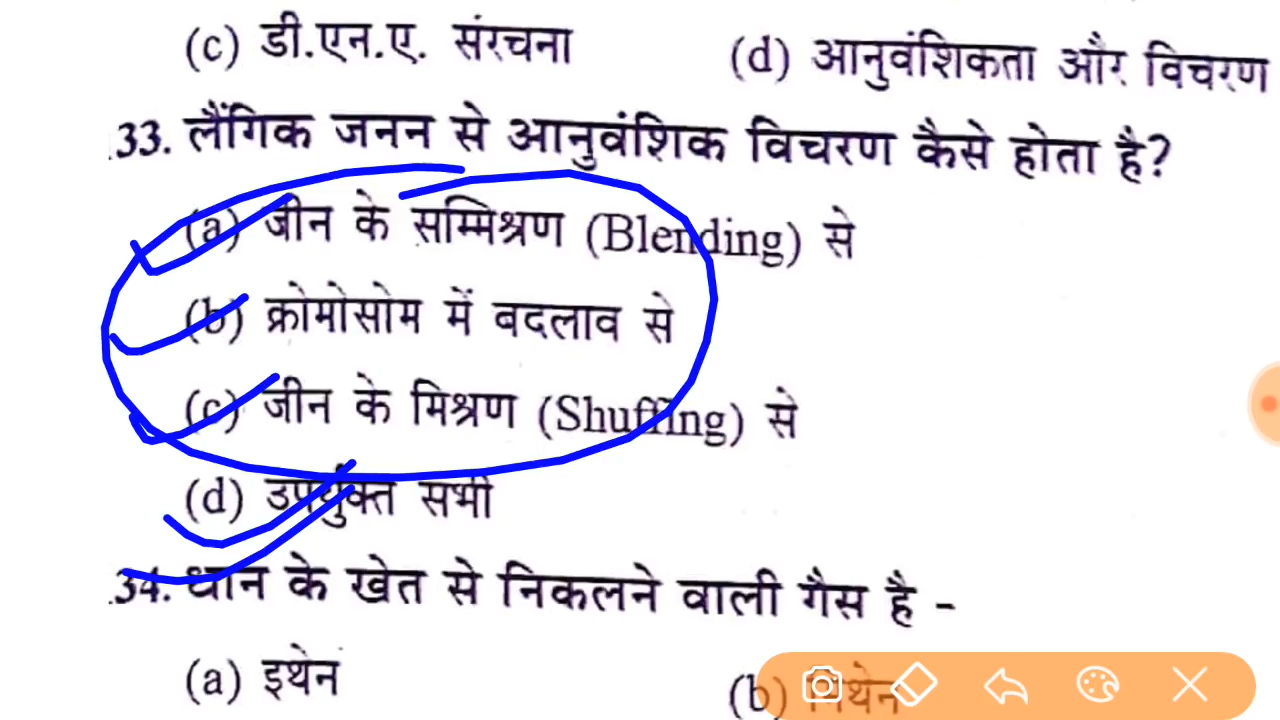 (c) डी.एन.ए. संरचना (d) आनुवंशिकता और विचरण
33. लैंगिक जनन से आनुवंशिक विचरण कैसे होता है?
(a) जीन के सम्मिश्रण (Blending) से
(b) क्रोमोसोम में बदलाव से
(c) जीन के मिश्रण (Shuffing) से
(d) उपर्युक्त सभी
34. धान के खेत से निकलने वाली गैस है -
(a) इथेन (b) मिथेन